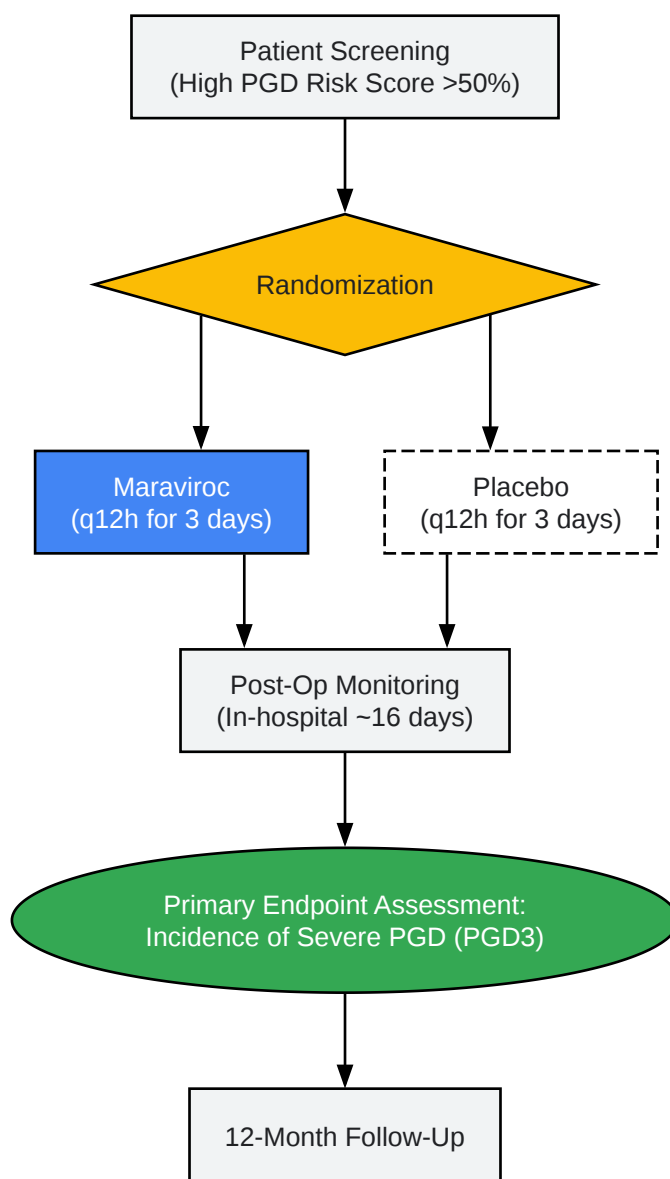 Patient Screening
(High PGD Risk Score >50%)
Randomization
Maraviroc
(q12h for 3 days)
Placebo
(q12h for 3 days)
Post-Op Monitoring
(In-hospital ~16 days)
Primary Endpoint Assessment:
Incidence of Severe PGD (PGD3)
12-Month Follow-Up